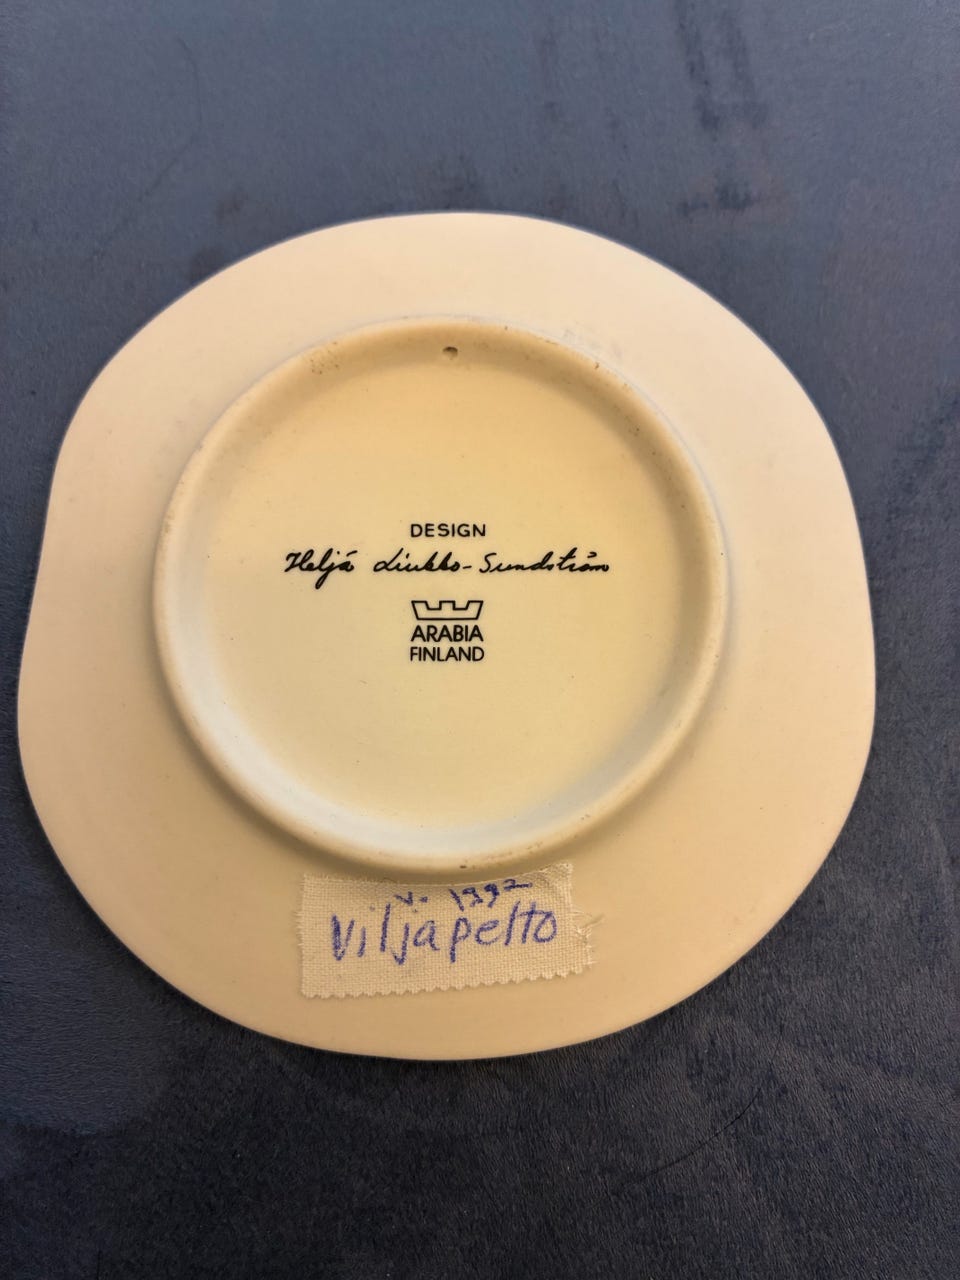 DESIGN
Heljä Liukko-Sundström
ARABIA
FINLAND
v. 1992
Viljapelto